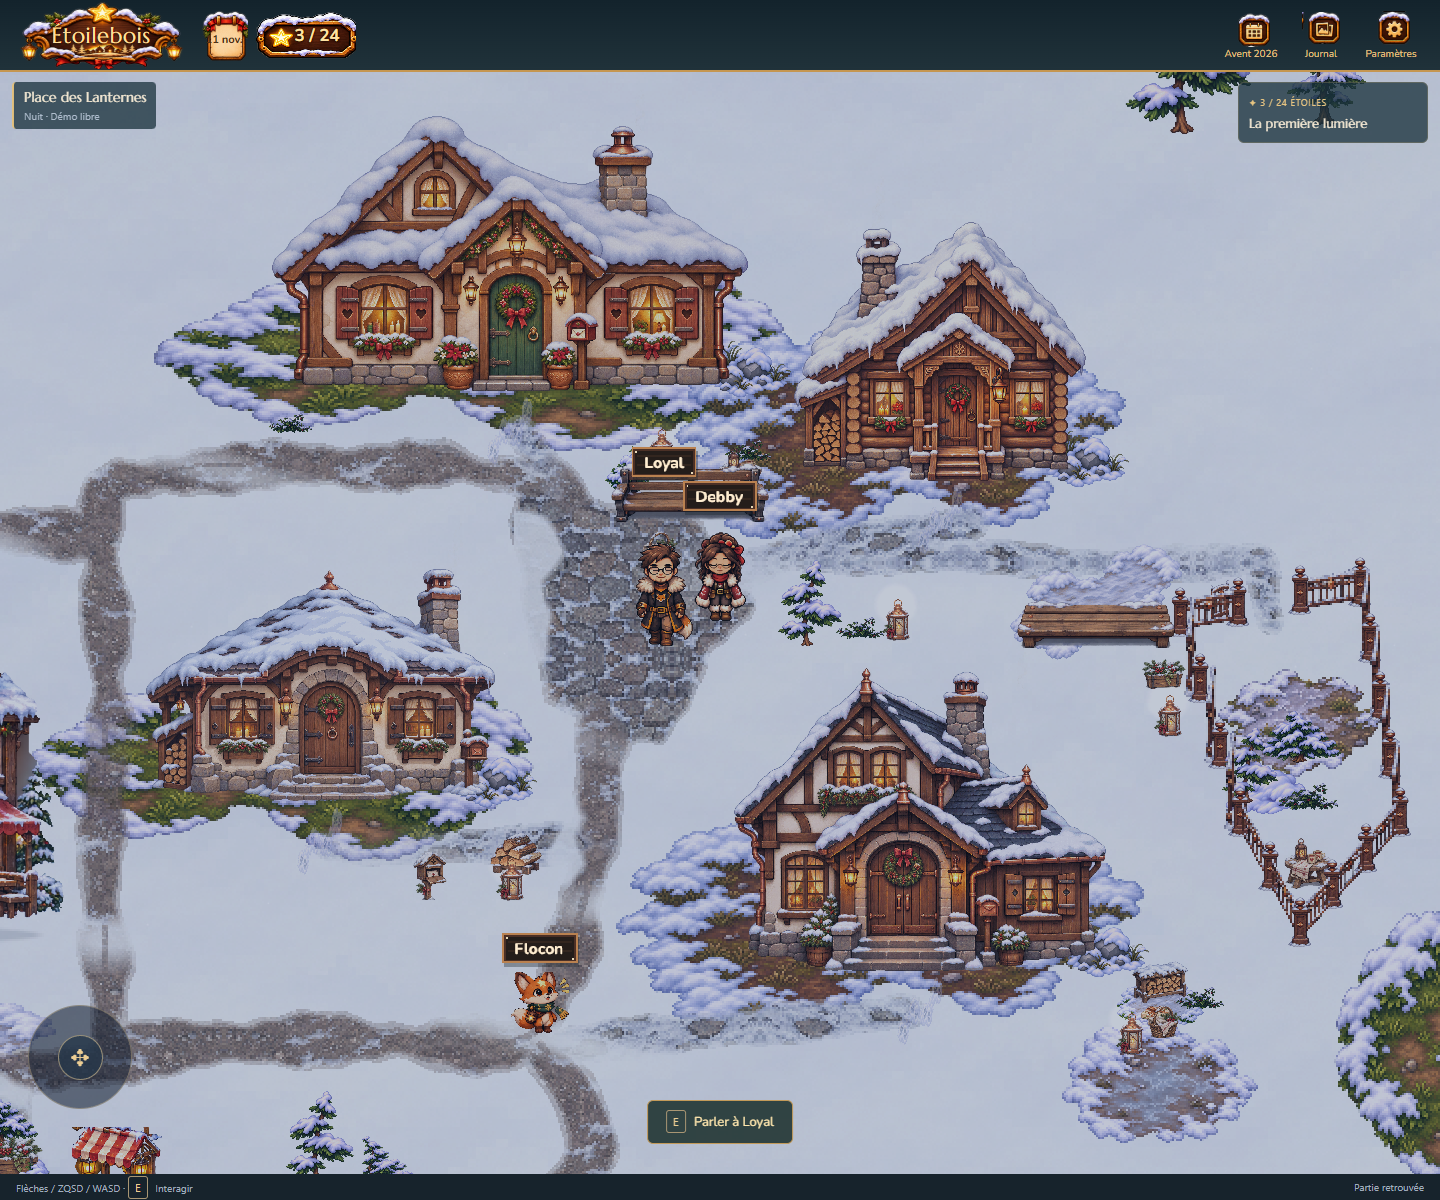 Etoilebois
1 nov.
3 / 24
Avent 2026
Journal
Paramètres
Place des Lanternes
Nuit · Démo libre
✦ 3 / 24 ÉTOILES
La première lumière
Loyal
Debby
Flocon
E Parler à Loyal
Flèches / ZQSD / WASD · E Interagir
Partie retrouvée